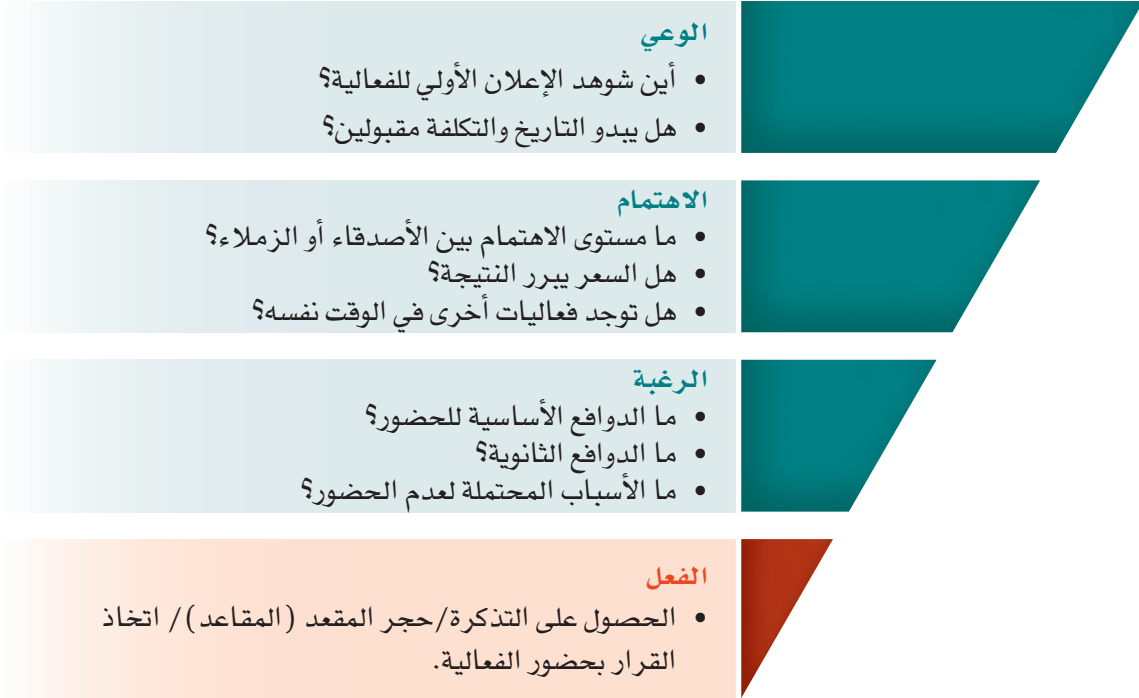 الوعي
• أين شوهد الإعلان الأولي للفعالية؟
• هل يبدو التاريخ والتكلفة مقبولين؟
الاهتمام
• ما مستوى الاهتمام بين الأصدقاء أو الزملاء؟
• هل السعر يبرر النتيجة؟
• هل توجد فعاليات أخرى في الوقت نفسه؟
الرغبة
• ما الدوافع الأساسية للحضور؟
• ما الدوافع الثانوية؟
• ما الأسباب المحتملة لعدم الحضور؟
الفعل
• الحصول على التذكرة/حجر المقعد (المقاعد)/ اتخاذ
القرار بحضور الفعالية.